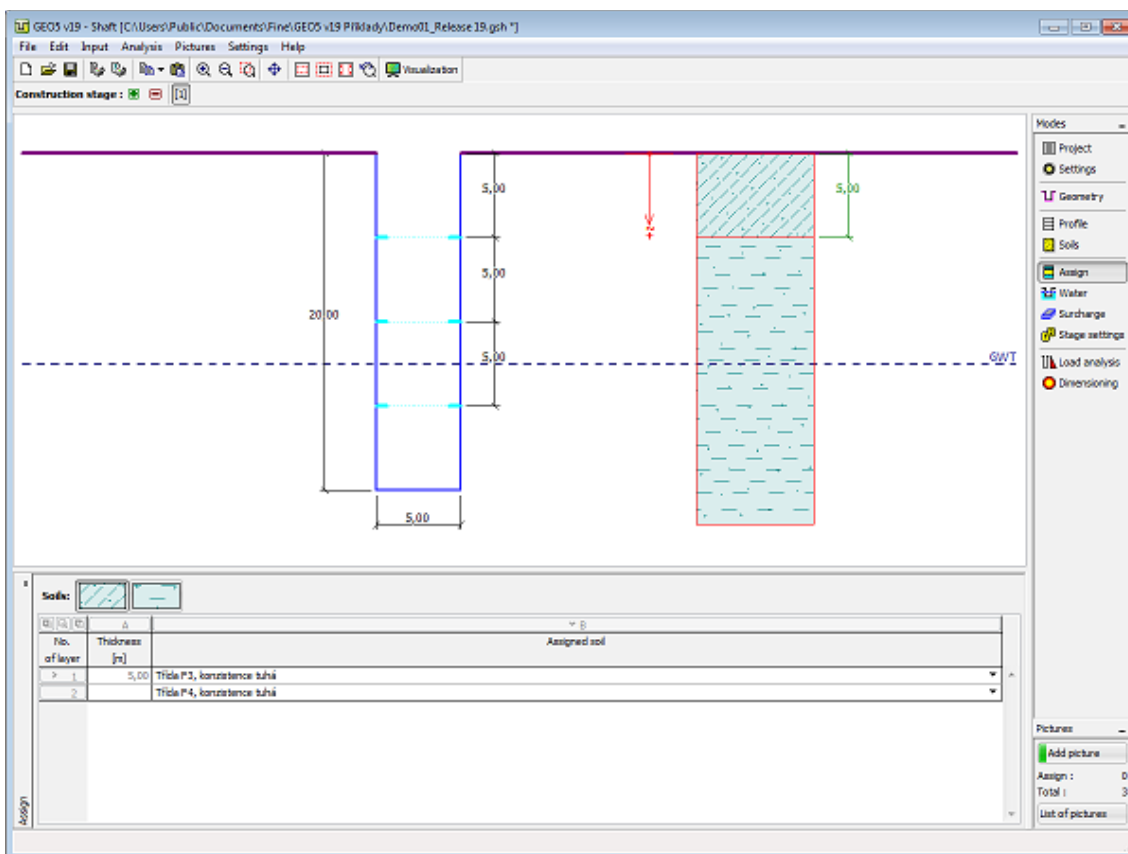 GEO5 v19 - Shaft [C:\Users\Public\Documents\Fine\GEO5 v19 Příklady\Demo01_Release 19.gsh *]
File Edit Input Analysis Pictures Settings Help
Visualization
Construction stage : [1]
Modes
Project
Settings
Geometry
Profile
Soils
Assign
Water
Surcharge
Stage settings
Load analysis
Dimensioning
5,00
5,00
+z
5,00
20,00
5,00
GWT
5,00
Soils:
A B
No. of layer
Thickness [m]
Assigned soil
> 1 5,00 Třída F3, konzistence tuhá
2 Třída F4, konzistence tuhá
Assign
Pictures
Add picture
Assign : 0
Total : 3
List of pictures